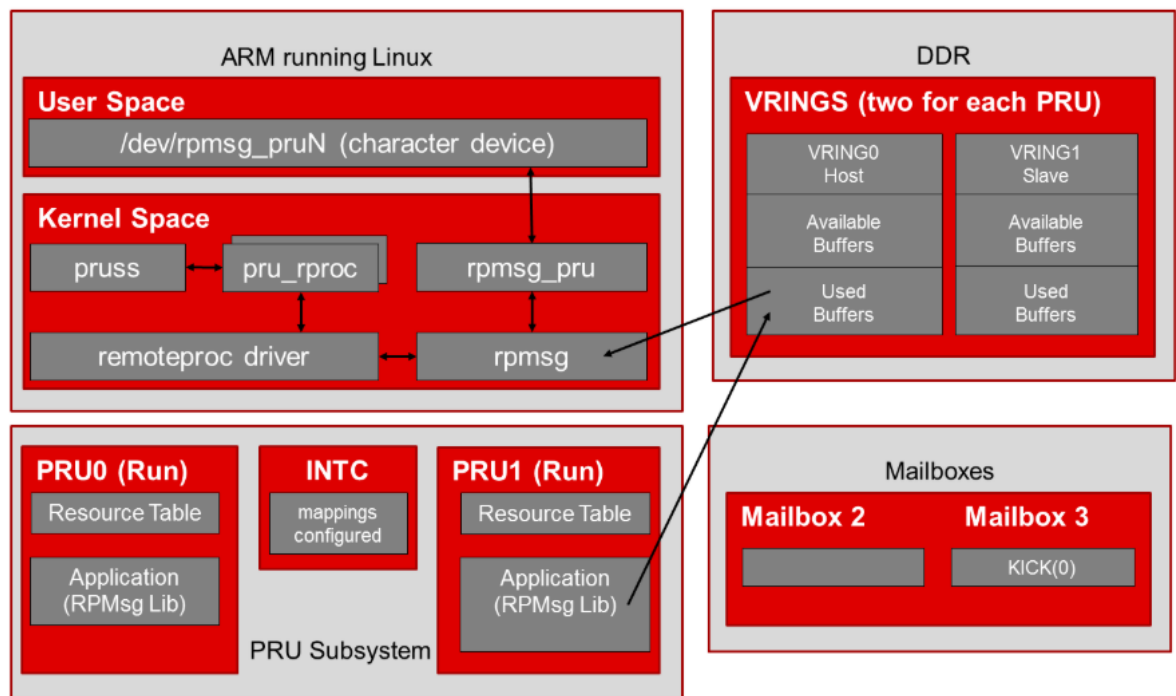 ARM running Linux
User Space
/dev/rpmsg_pruN (character device)
Kernel Space
pruss
pru_rproc
rpmsg_pru
remoteproc driver
rpmsg
DDR
VRINGS (two for each PRU)
VRING0
Host
Available
Buffers
Used
Buffers
VRING1
Slave
Available
Buffers
Used
Buffers
PRU0 (Run)
Resource Table
Application
(RPMsg Lib)
INTC
mappings
configured
PRU1 (Run)
Resource Table
Application
(RPMsg Lib)
PRU Subsystem
Mailboxes
Mailbox 2
Mailbox 3
KICK(0)